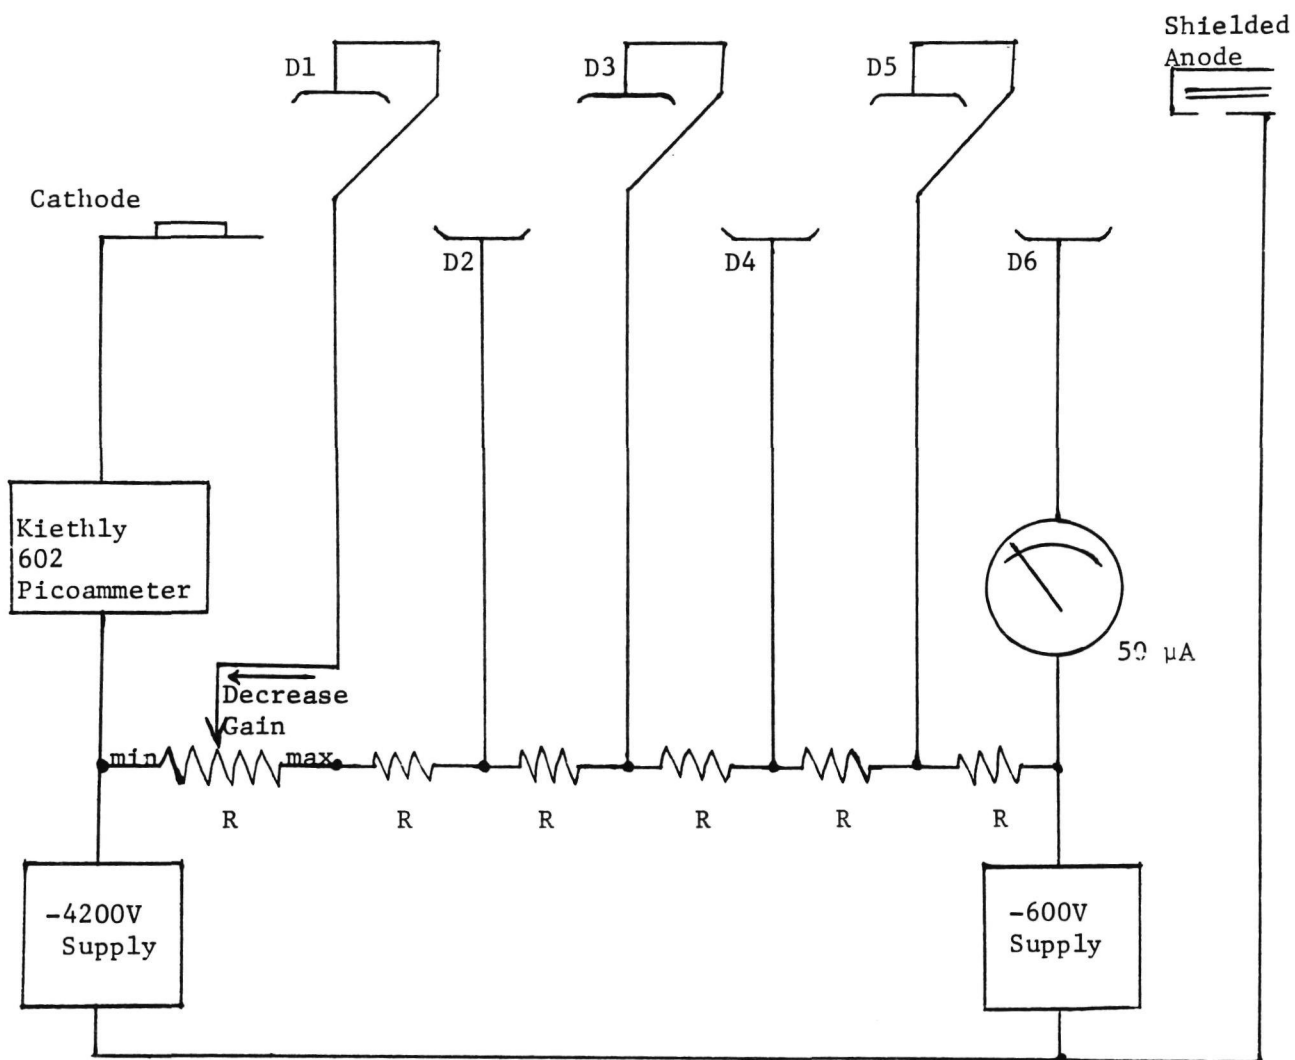 Shielded
Anode
D1
D3
D5
Cathode
D2
D4
D6
Kiethly
602
Picoammeter
50 μA
Decrease
Gain
min
max
R
R
R
R
R
R
-4200V
Supply
-600V
Supply